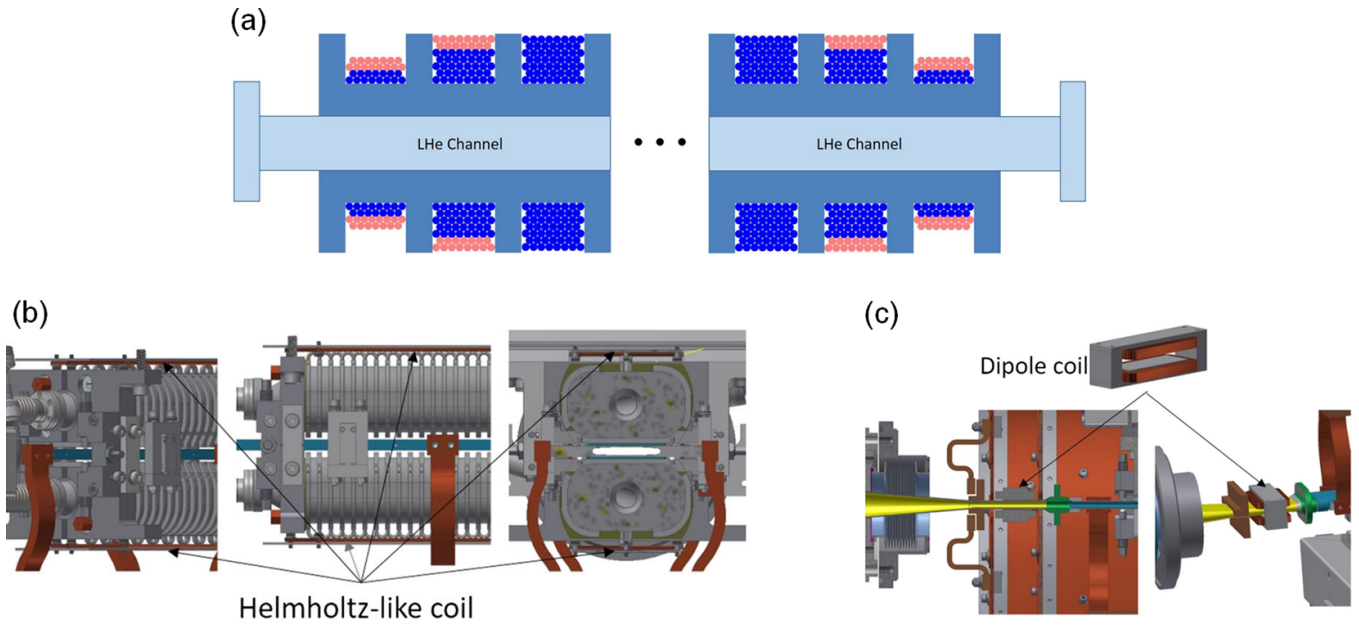 (a)
LHe Channel
LHe Channel
(b)
Helmholtz-like coil
(c)
Dipole coil